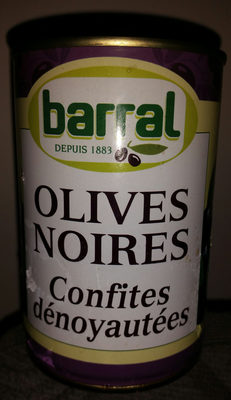 barral
DEPUIS 1883
OLIVES
NOIRES
Confites
dénoyautées